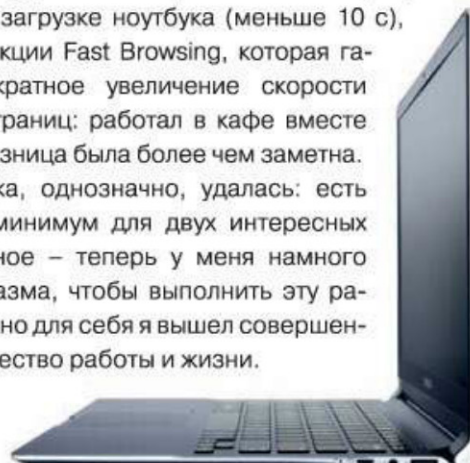 загрузке ноутбука (меньше 10 с),
кции Fast Browsing, которая га-
кратное увеличение скорости
траниц: работал в кафе вместе
зница была более чем заметна.
ка, однозначно, удалась: есть
минимум для двух интересных
ное – теперь у меня намного
азма, чтобы выполнить эту ра-
но для себя я вышел совершен-
ество работы и жизни.